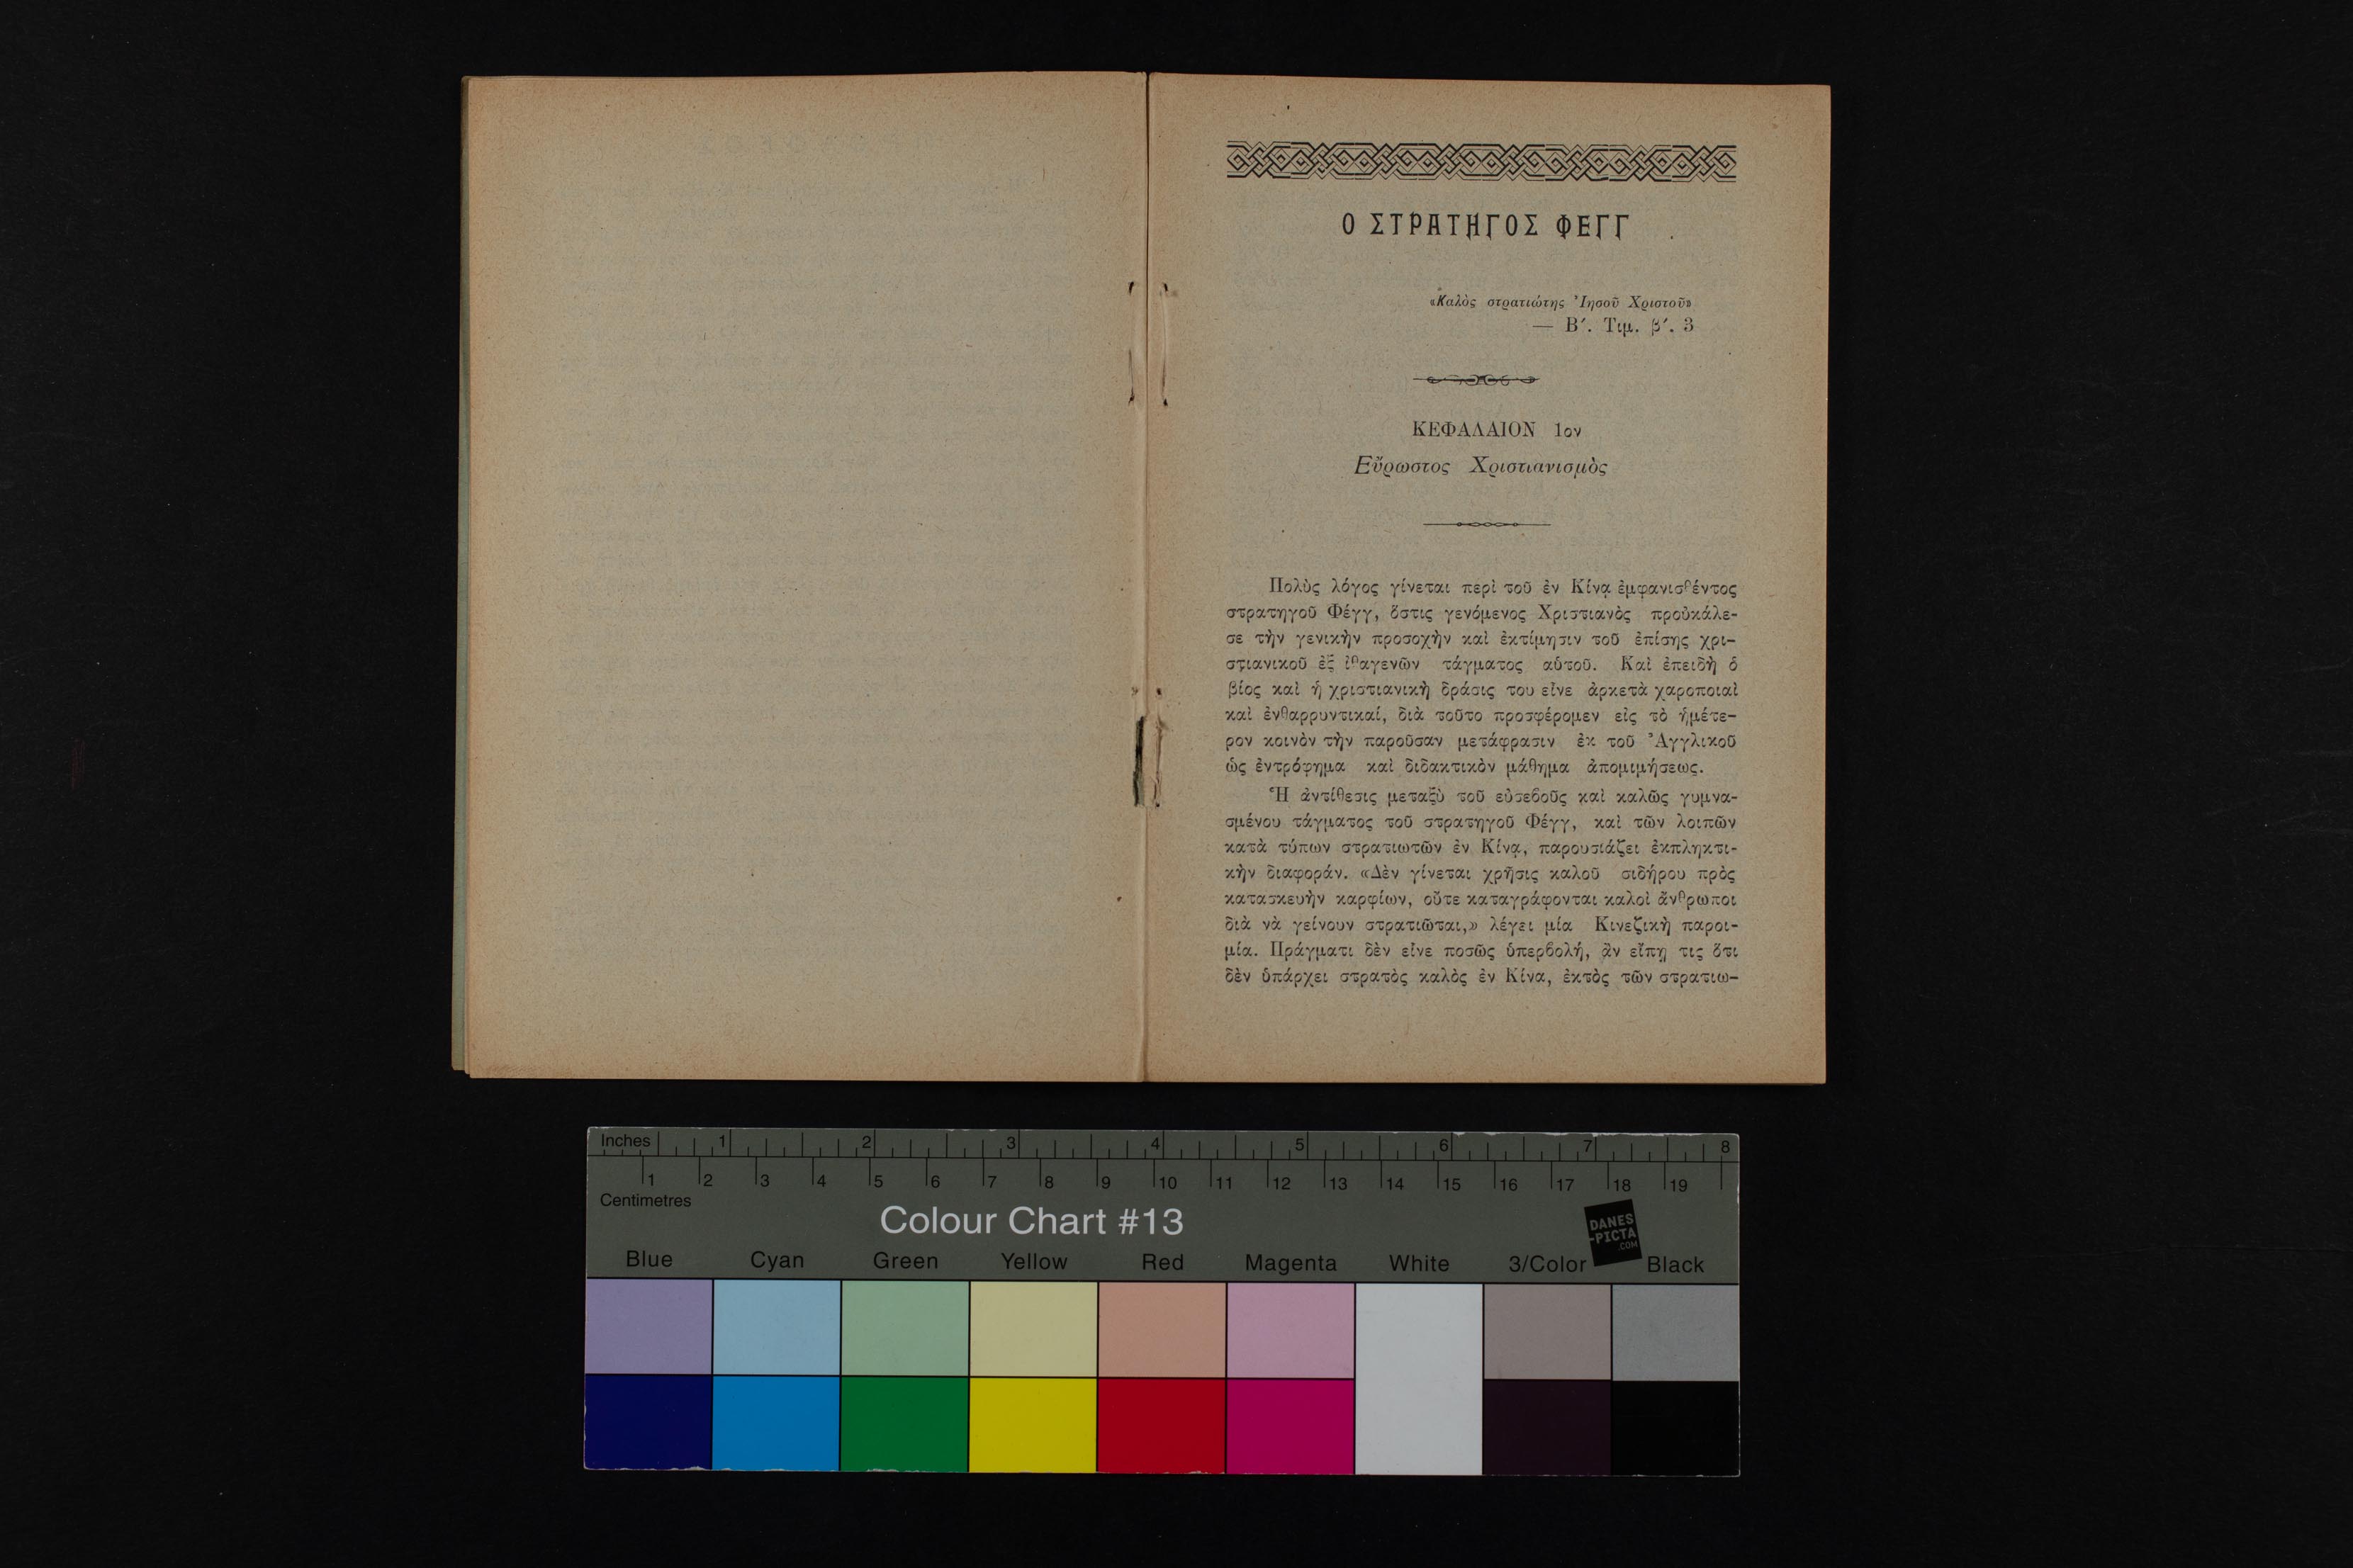 Ο ΣΤΡΑΤΗΓΟΣ ΦΕΓΓ
«Καλὸς στρατιώτης Ἰησοῦ Χριστοῦ»
— Β΄. Τιμ. β΄. 3
ΚΕΦΑΛΑΙΟΝ 1ον
Εὔρωστος Χριστιανισμὸς
Πολὺς λόγος γίνεται περὶ τοῦ ἐν Κίνᾳ ἐμφανισθέντος
στρατηγοῦ Φέγγ, ὅστις γενόμενος Χριστιανὸς προὐκάλε-
σε τὴν γενικὴν προσοχὴν καὶ ἐκτίμησιν τοῦ ἐπίσης χρι-
στιανικοῦ ἐξ ἰθαγενῶν τάγματος αὑτοῦ. Καὶ ἐπειδὴ ὁ
βίος καὶ ἡ χριστιανικὴ δράσις του εἶνε ἀρκετὰ χαροποιαὶ
καὶ ἐνθαρρυντικαί, διὰ τοῦτο προσφέρομεν εἰς τὸ ἡμέτε-
ρον κοινὸν τὴν παροῦσαν μετάφρασιν ἐκ τοῦ Ἀγγλικοῦ
ὡς ἐντρύφημα καὶ διδακτικὸν μάθημα ἀπομιμήσεως.
Ἡ ἀντίθεσις μεταξὺ τοῦ εὐσεβοῦς καὶ καλῶς γυμνα-
σμένου τάγματος τοῦ στρατηγοῦ Φέγγ, καὶ τῶν λοιπῶν
κατὰ τύπων στρατιωτῶν ἐν Κίνᾳ, παρουσιάζει ἐκπληκτι-
κὴν διαφοράν. «Δὲν γίνεται χρῆσις καλοῦ σιδήρου πρὸς
κατασκευὴν καρφίων, οὔτε καταγράφονται καλοὶ ἄνθρωποι
διὰ νὰ γείνουν στρατιῶται,» λέγει μία Κινεζικὴ παροι-
μία. Πράγματι δὲν εἶνε ποσῶς ὑπερβολή, ἂν εἴπῃ τις ὅτι
δὲν ὑπάρχει στρατὸς καλὸς ἐν Κίνᾳ, ἐκτὸς τῶν στρατιω-
Inches 1 2 3 4 5 6 7 8
1 2 3 4 5 6 7 8 9 10 11 12 13 14 15 16 17 18 19
Centimetres
Colour Chart #13
DANES
-PICTA
.COM
Blue Cyan Green Yellow Red Magenta White 3/Color Black